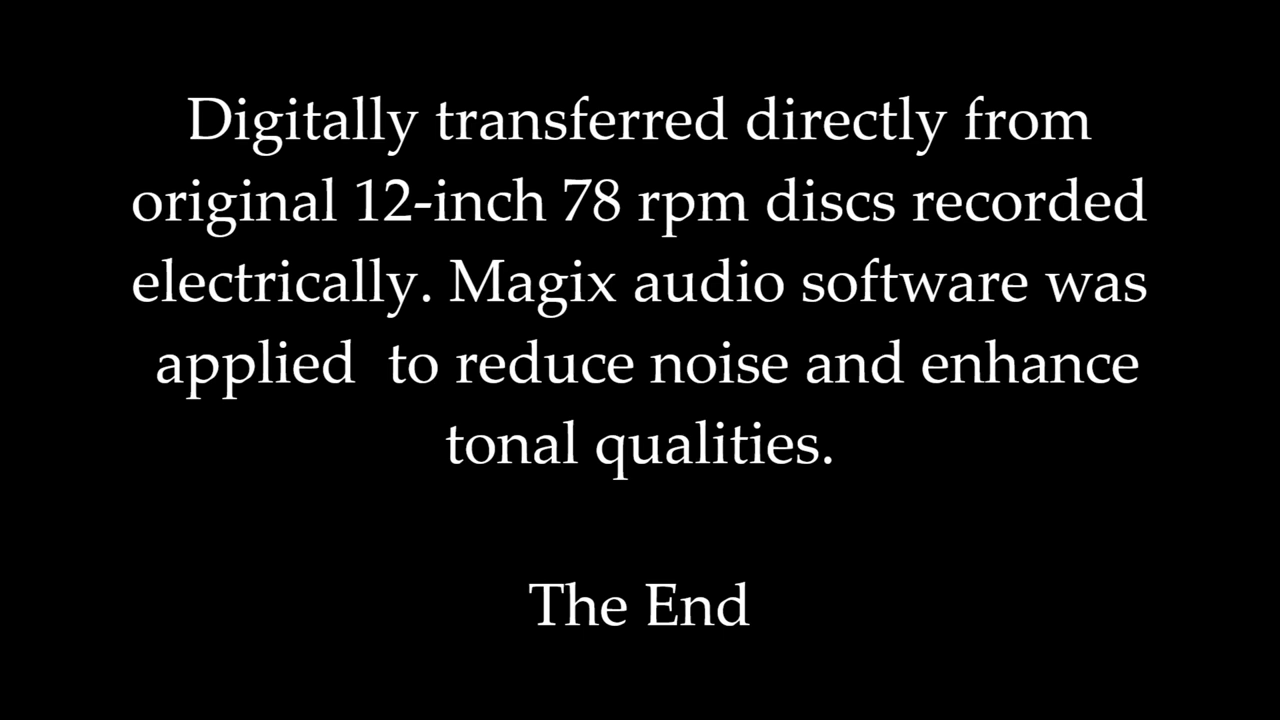 Digitally transferred directly from
original 12-inch 78 rpm discs recorded
electrically. Magix audio software was
applied  to reduce noise and enhance
tonal qualities.
The End